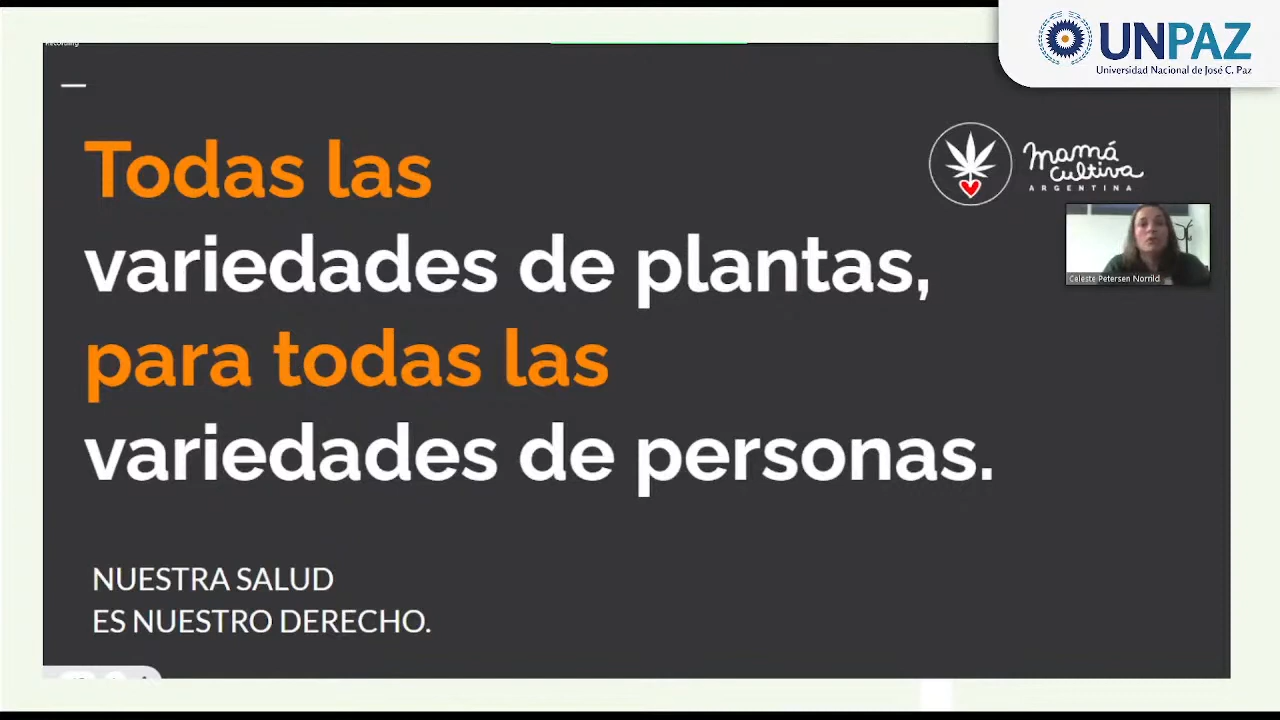 Recording
UNPAZ
Universidad Nacional de José C. Paz
Todas las
variedades de plantas,
para todas las
variedades de personas.
mamá
cultiva
ARGENTINA
Celeste Petersen Norrild
NUESTRA SALUD
ES NUESTRO DERECHO.